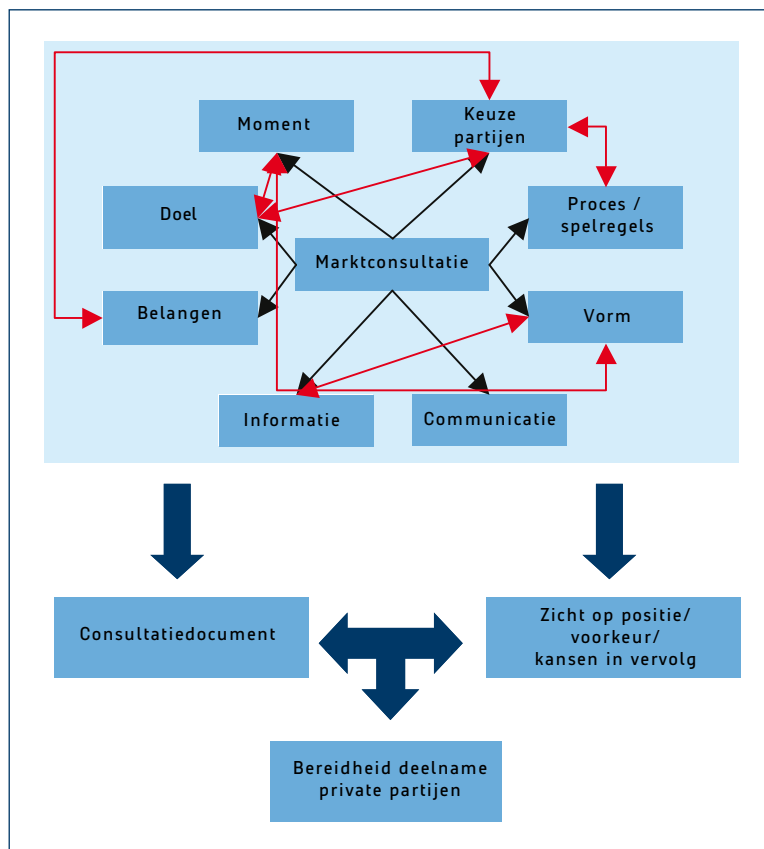 Moment
Keuze
partijen
Doel
Proces /
spelregels
Marktconsultatie
Belangen
Vorm
Informatie
Communicatie
Consultatiedocument
Zicht op positie/
voorkeur/
kansen in vervolg
Bereidheid deelname
private partijen